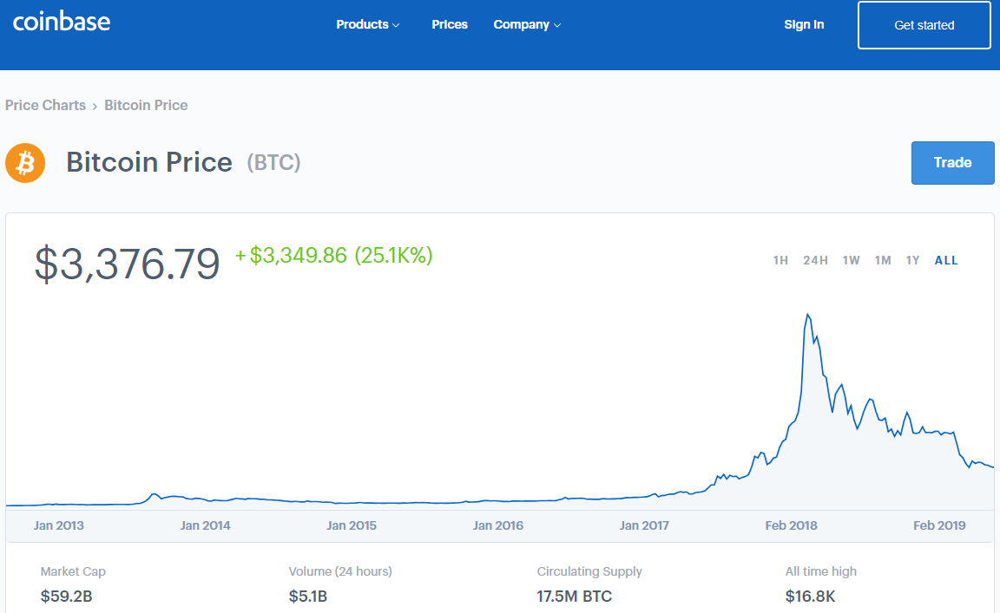 coinbase
Products Prices Company Sign In Get started
Price Charts › Bitcoin Price
Bitcoin Price (BTC)
Trade
$3,376.79 +$3,349.86 (25.1K%)
1H 24H 1W 1M 1Y ALL
Jan 2013 Jan 2014 Jan 2015 Jan 2016 Jan 2017 Feb 2018 Feb 2019
Market Cap Volume (24 hours) Circulating Supply All time high
$59.2B $5.1B 17.5M BTC $16.8K